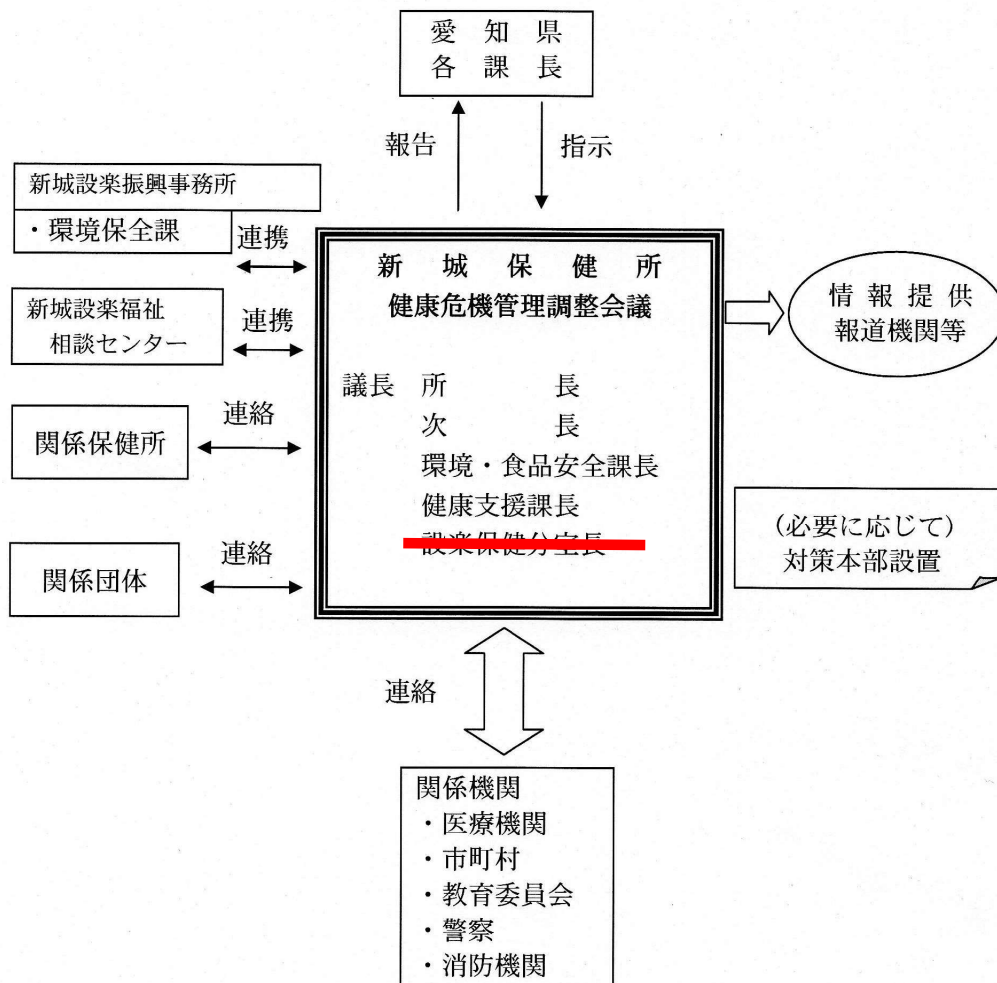 愛知県
各課長
報告
指示
新城設楽振興事務所
・環境保全課
連携
新城設楽福祉
相談センター
連携
関係保健所
連絡
関係団体
連絡
新城保健所
健康危機管理調整会議
議長 所長
次長
環境・食品安全課長
健康支援課長
設楽保健分室長
情報提供
報道機関等
(必要に応じて)
対策本部設置
連絡
関係機関
・医療機関
・市町村
・教育委員会
・警察
・消防機関